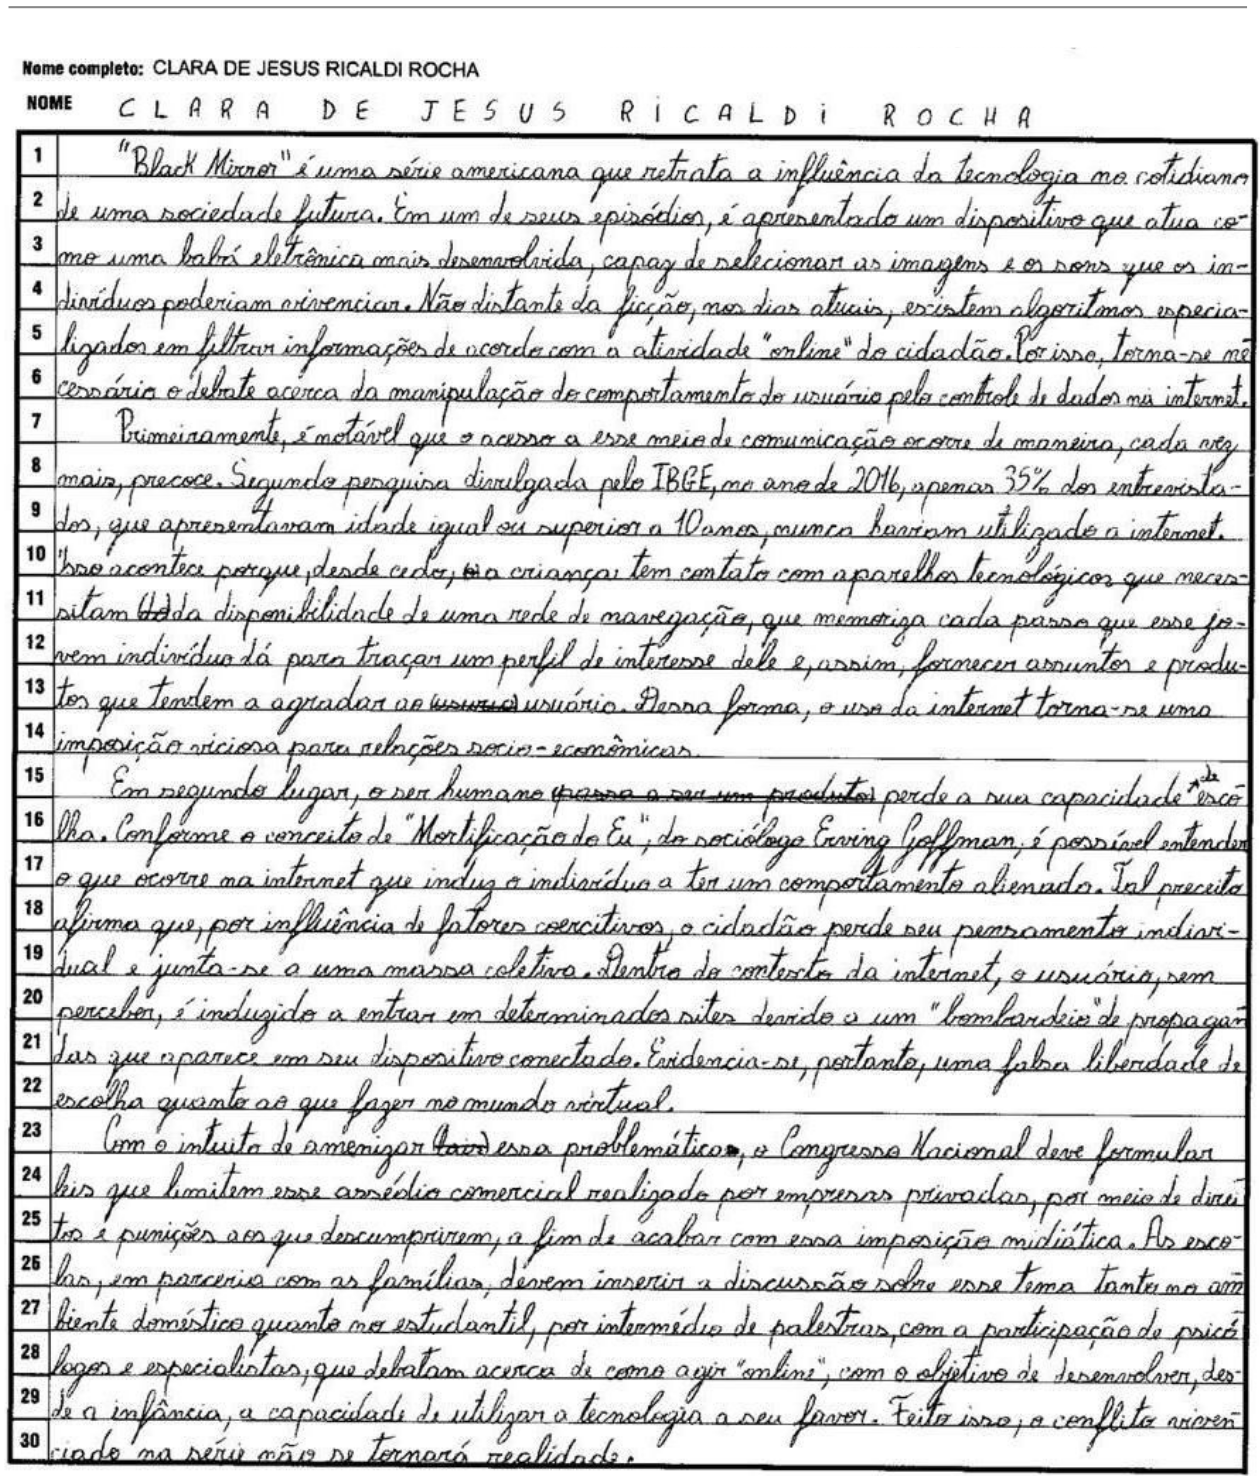 Nome completo: CLARA DE JESUS RICALDI ROCHA
NOME CLARA DE JESUS RICALDI ROCHA
1 "Black Mirror" é uma série americana que retrata a influência da tecnologia no cotidiano
2 de uma sociedade futura. Em um de seus episódios, é apresentado um dispositivo que atua co-
3 mo uma babá eletrônica mais desenvolvida, capaz de selecionar as imagens e os sons que os in-
4 divíduos poderiam vivenciar. Não distante da ficção, nos dias atuais, existem algoritmos especia-
5 lizados em filtrar informações de acordo com a atividade "online" do cidadão. Por isso, torna-se ne
6 cessário o debate acerca da manipulação do comportamento do usuário pelo controle de dados na internet.
7 Primeiramente, é notável que o acesso a esse meio de comunicação ocorre de maneira, cada vez
8 mais, precoce. Segundo pesquisa divulgada pelo IBGE, no ano de 2016, apenas 35% dos entrevista-
9 dos, que apresentavam idade igual ou superior a 10 anos, nunca haviam utilizado a internet.
10 Isso acontece porque, desde cedo, a criança tem contato com aparelhos tecnológicos que neces-
11 sitam da disponibilidade de uma rede de navegação, que memoriza cada passo que esse jo-
12 vem indivíduo dá para traçar um perfil de interesse dele e, assim, fornecer assuntos e produ-
13 tos que tendem a agradar ao usuário. Dessa forma, o uso da internet torna-se uma
14 imposição viciosa para relações socio-econômicas.
15 Em segundo lugar, o ser humano (passa a ser um produto) perde a sua capacidade de esco
16 lha. Conforme o conceito de "Mortificação do Eu", do sociólogo Erving Goffman, é possível entender
17 o que ocorre na internet que induz o indivíduo a ter um comportamento alienado. Tal preceito
18 afirma que, por influência de fatores coercitivos, o cidadão perde seu pensamento indivi-
19 dual e junta-se a uma massa coletiva. Dentro do contexto da internet, o usuário, sem
20 perceber, é induzido a entrar em determinados sites devido a um "bombardeio" de propagan
21 das que aparece em seu dispositivo conectado. Evidencia-se, portanto, uma falsa liberdade de
22 escolha quanto ao que fazer no mundo virtual.
23 Com o intuito de amenizar essa problemática, o Congresso Nacional deve formular
24 leis que limitem esse assédio comercial realizado por empresas privadas, por meio de direi
25 tos e punições aos que descumprirem, a fim de acabar com essa imposição midiática. As esco-
26 las, em parceria com as famílias, devem inserir a discussão sobre esse tema tanto no am
27 biente doméstico quanto no estudantil, por intermédio de palestras, com a participação de psicó
28 logos e especialistas, que debatam acerca de como agir "online", com o objetivo de desenvolver, des-
29 de a infância, a capacidade de utilizar a tecnologia a seu favor. Feito isso, o conflito viven
30 ciado na série não se tornará realidade.